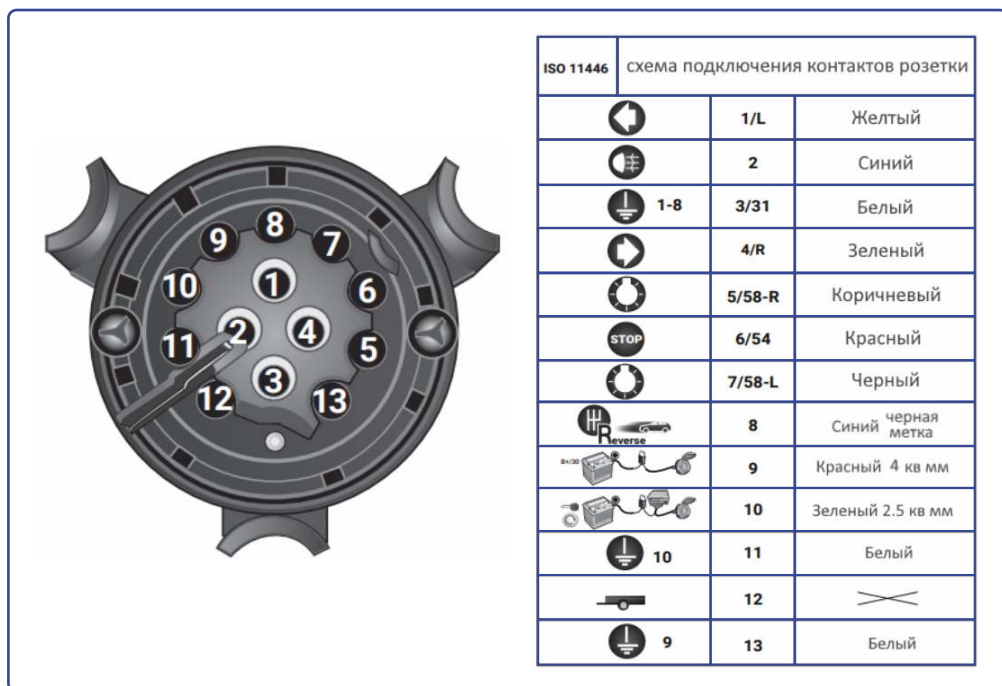 8
9 7
10 1 6
2 4
11 5
3
12 13
ISO 11446 схема подключения контактов розетки
1/L Желтый
2 Синий
1-8 3/31 Белый
4/R Зеленый
5/58-R Коричневый
STOP 6/54 Красный
7/58-L Черный
Reverse 8 Синий черная метка
B+/30 9 Красный 4 кв мм
10 Зеленый 2.5 кв мм
10 11 Белый
12
9 13 Белый